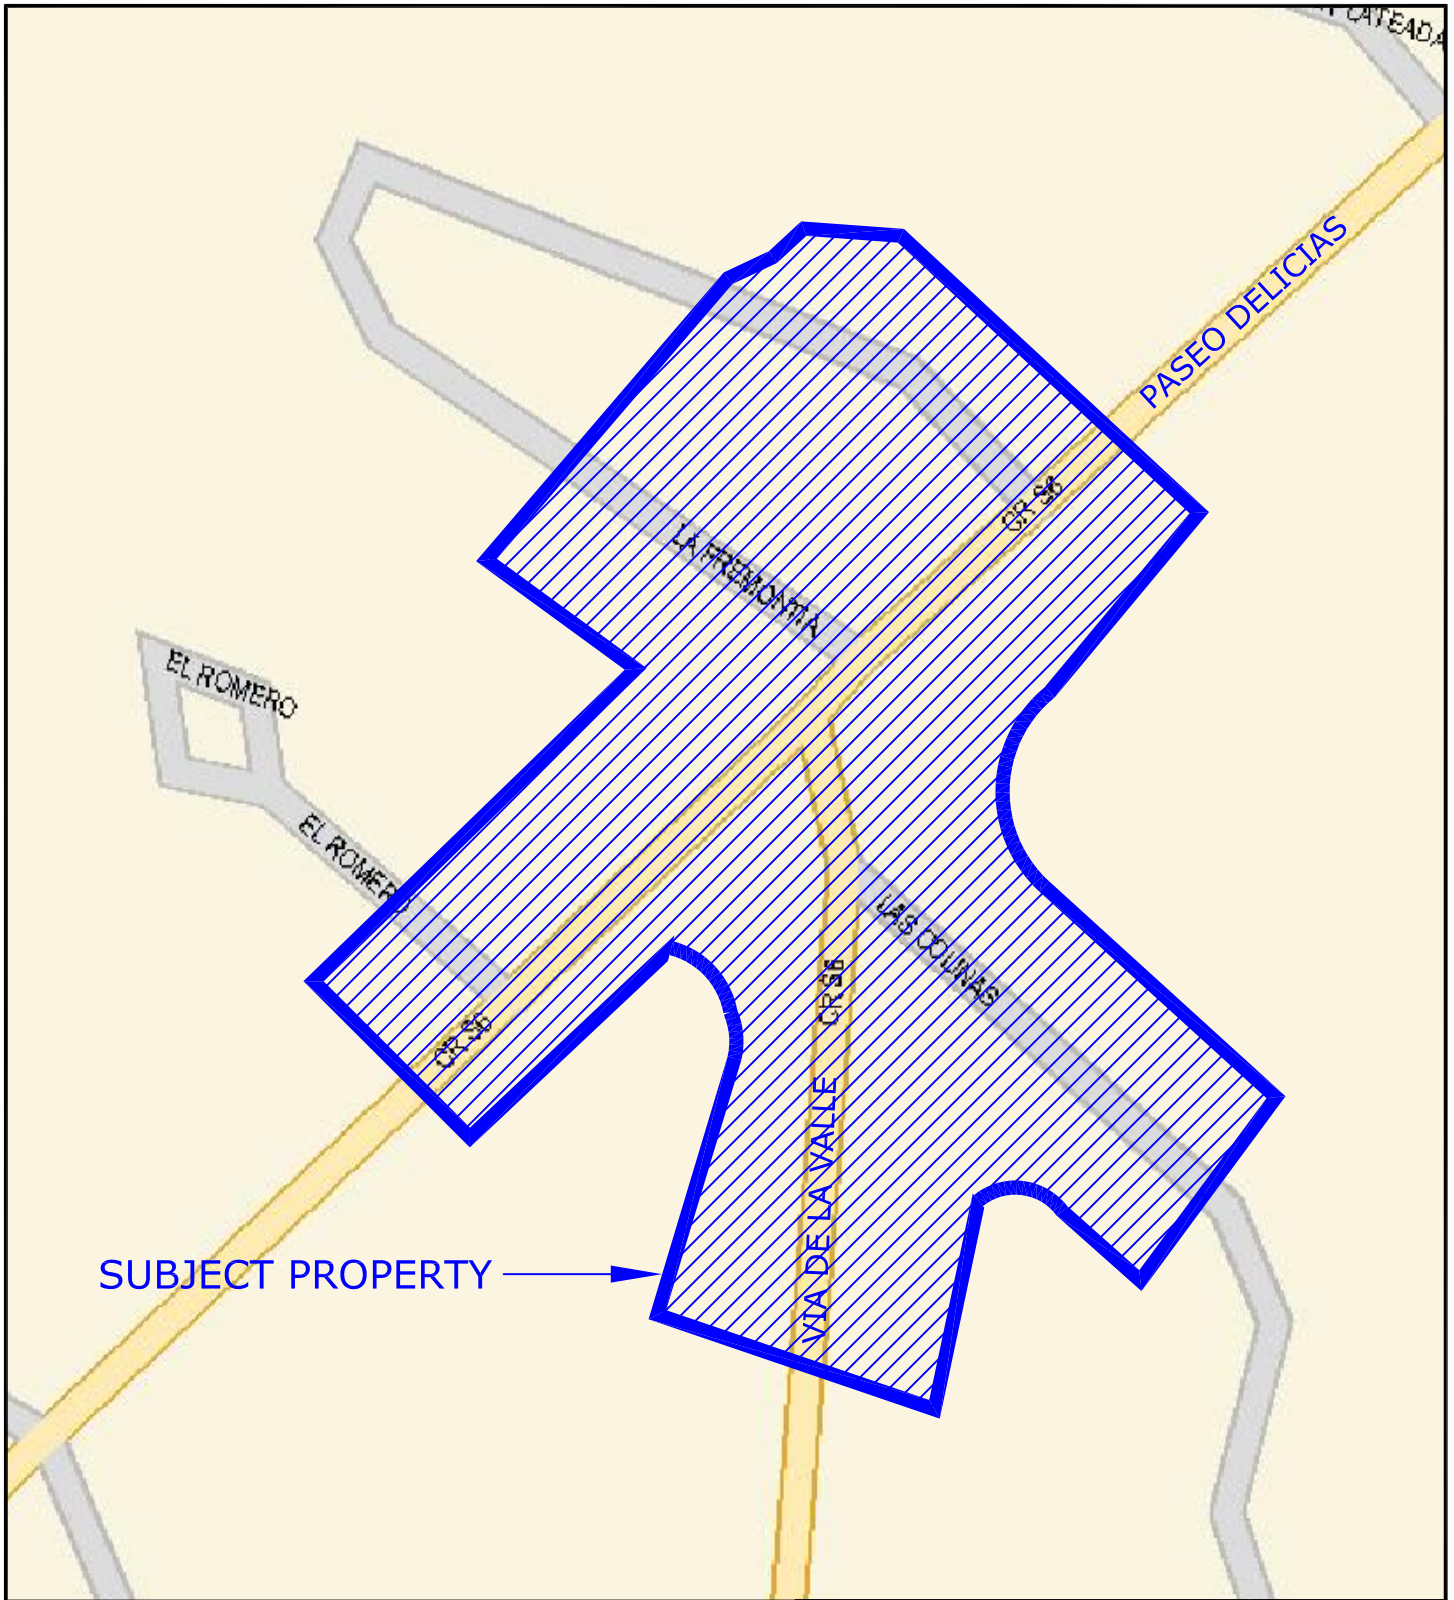 PASEO DELICIAS
CR S6
LA FREMONTIA
EL ROMERO
EL ROMERO
LAS COLINAS
CR S6
CR S6
VIA DE LA VALLE
SUBJECT PROPERTY